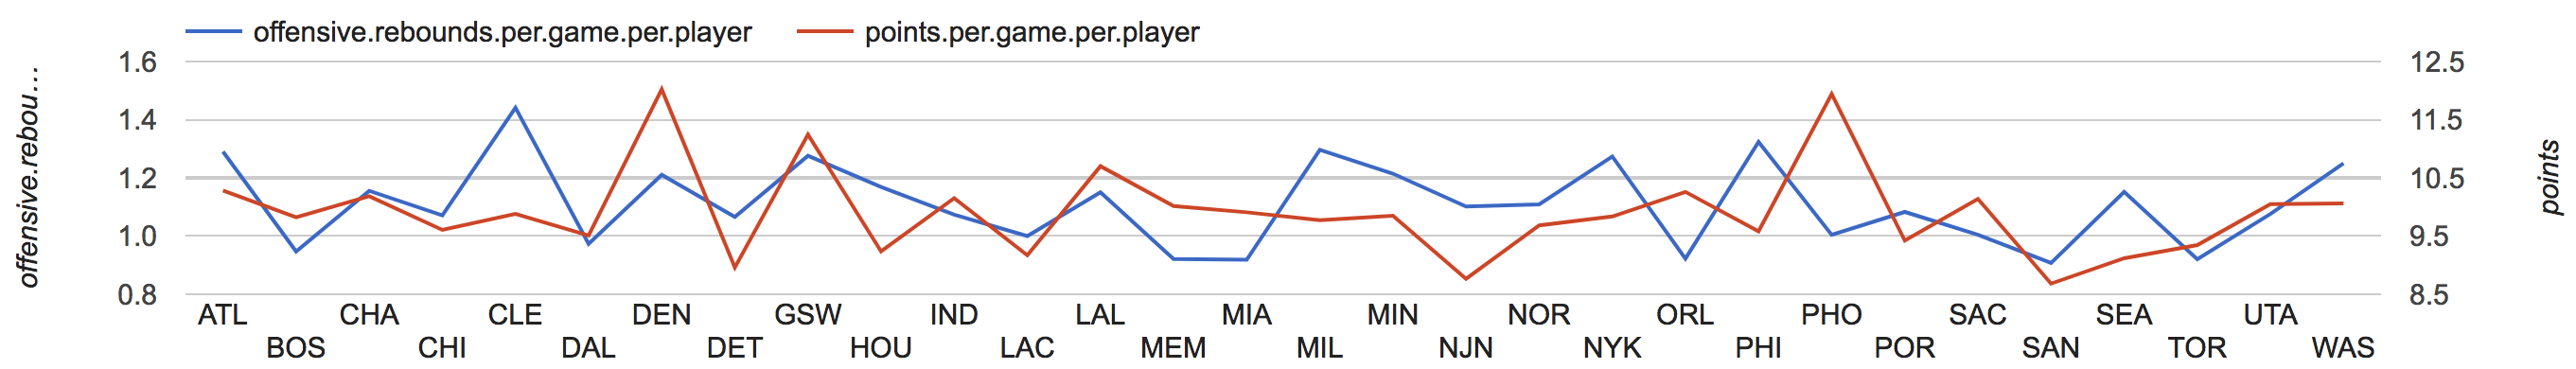 offensive.rebounds.per.game.per.player points.per.game.per.player
offensive.rebou...
1.6
1.4
1.2
1.0
0.8
12.5
11.5
10.5
9.5
8.5
points
ATL CHA CLE DEN GSW IND LAL MIA MIN NOR ORL PHO SAC SEA UTA
BOS CHI DAL DET HOU LAC MEM MIL NJN NYK PHI POR SAN TOR WAS